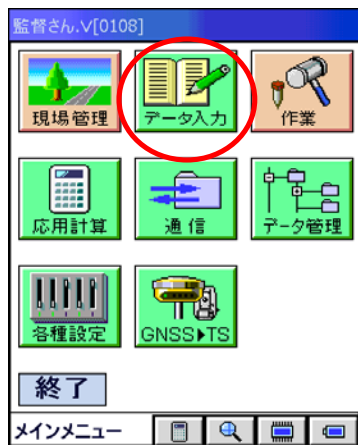 監督さん.V[0108]
現場管理
データ入力
作業
応用計算
通信
データ管理
各種設定
GNSS▶TS
終了
メインメニュー